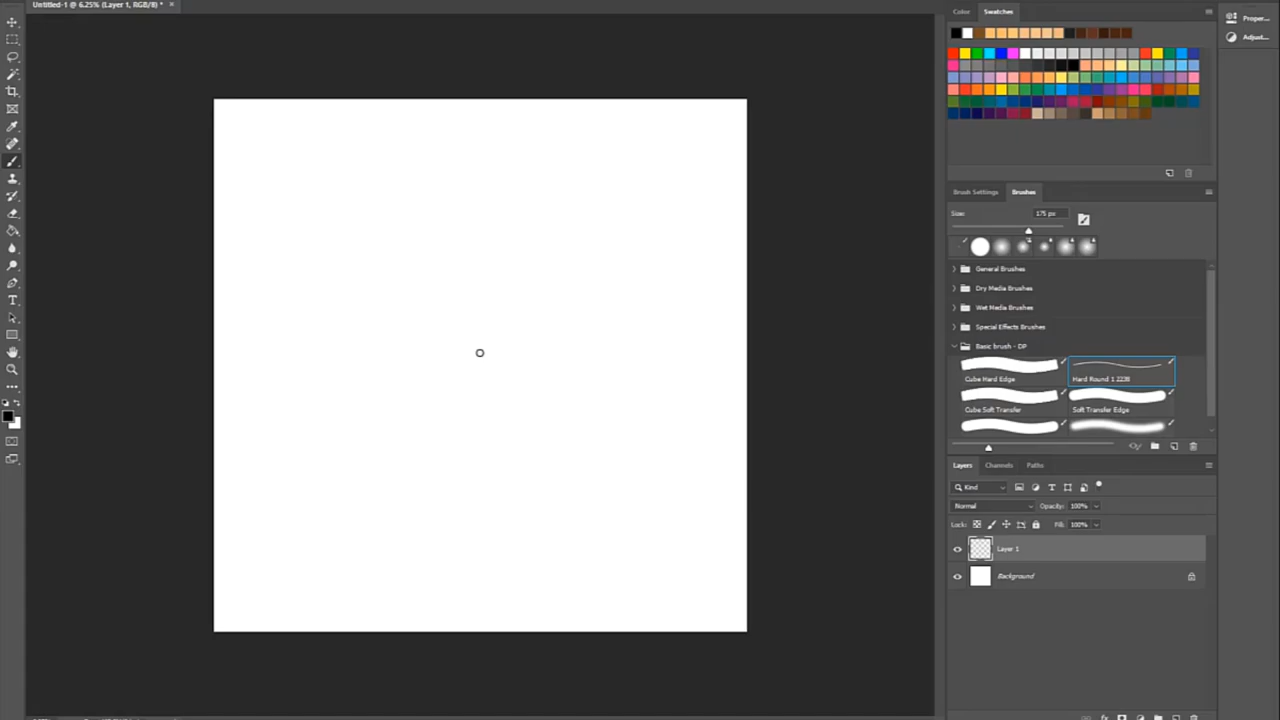 Untitled-1 @ 6.25% (Layer 1, RGB/8) *
Color Swatches
Proper...
Adjust...
Brush Settings Brushes
Size: 175 px
General Brushes
Dry Media Brushes
Wet Media Brushes
Special Effects Brushes
Basic brush - DP
Cube Hard Edge
Hard Round 1 2238
Cube Soft Transfer
Soft Transfer Edge
Layers Channels Paths
Kind
Normal Opacity: 100%
Lock: Fill: 100%
Layer 1
Background